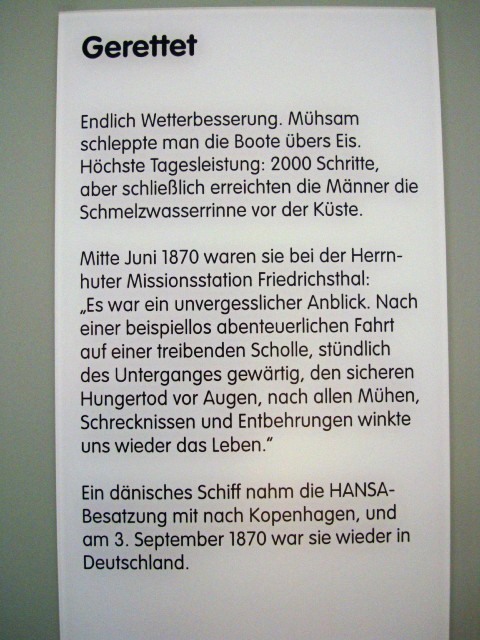 Gerettet
Endlich Wetterbesserung. Mühsam
schleppte man die Boote übers Eis.
Höchste Tagesleistung: 2000 Schritte,
aber schließlich erreichten die Männer die
Schmelzwasserrinne vor der Küste.
Mitte Juni 1870 waren sie bei der Herrn-
huter Missionsstation Friedrichsthal:
„Es war ein unvergesslicher Anblick. Nach
einer beispiellos abenteuerlichen Fahrt
auf einer treibenden Scholle, stündlich
des Unterganges gewärtig, den sicheren
Hungertod vor Augen, nach allen Mühen,
Schrecknissen und Entbehrungen winkte
uns wieder das Leben.“
Ein dänisches Schiff nahm die HANSA-
Besatzung mit nach Kopenhagen, und
am 3. September 1870 war sie wieder in
Deutschland.